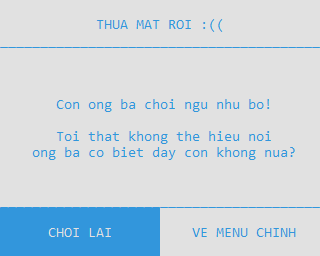 THUA MAT ROI :((
Con ong ba choi ngu nhu bo!
Toi that khong the hieu noi
ong ba co biet day con khong nua?
CHOI LAI
VE MENU CHINH